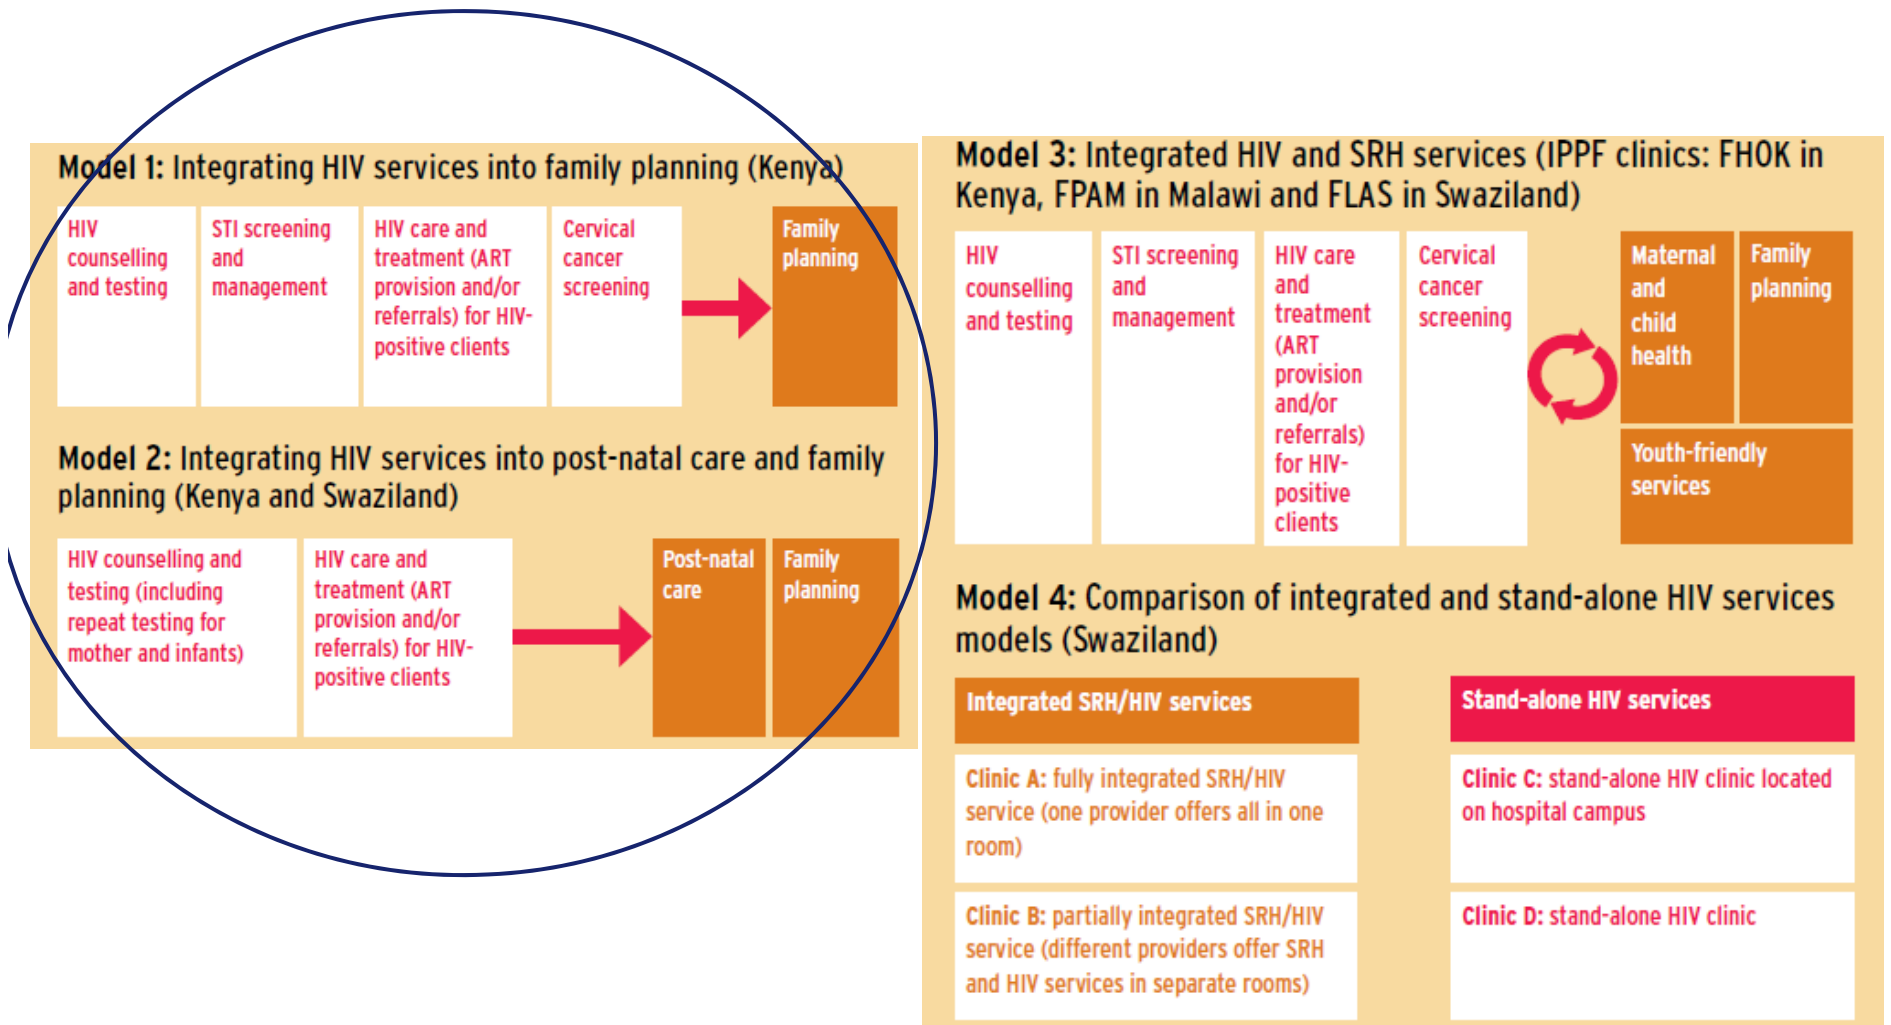 Model 1: Integrating HIV services into family planning (Kenya)
HIV
counselling
and testing
STI screening
and
management
HIV care and
treatment (ART
provision and/or
referrals) for HIV-
positive clients
Cervical
cancer
screening
Family
planning
Model 2: Integrating HIV services into post-natal care and family
planning (Kenya and Swaziland)
HIV counselling and
testing (including
repeat testing for
mother and infants)
HIV care and
treatment (ART
provision and/or
referrals) for HIV-
positive clients
Post-natal
care
Family
planning
Model 3: Integrated HIV and SRH services (IPPF clinics: FHOK in
Kenya, FPAM in Malawi and FLAS in Swaziland)
HIV
counselling
and testing
STI screening
and
management
HIV care
and
treatment
(ART
provision
and/or
referrals)
for HIV-
positive
clients
Cervical
cancer
screening
Maternal
and
child
health
Family
planning
Youth-friendly
services
Model 4: Comparison of integrated and stand-alone HIV services
models (Swaziland)
Integrated SRH/HIV services
Clinic A: fully integrated SRH/HIV
service (one provider offers all in one
room)
Clinic B: partially integrated SRH/HIV
service (different providers offer SRH
and HIV services in separate rooms)
Stand-alone HIV services
Clinic C: stand-alone HIV clinic located
on hospital campus
Clinic D: stand-alone HIV clinic